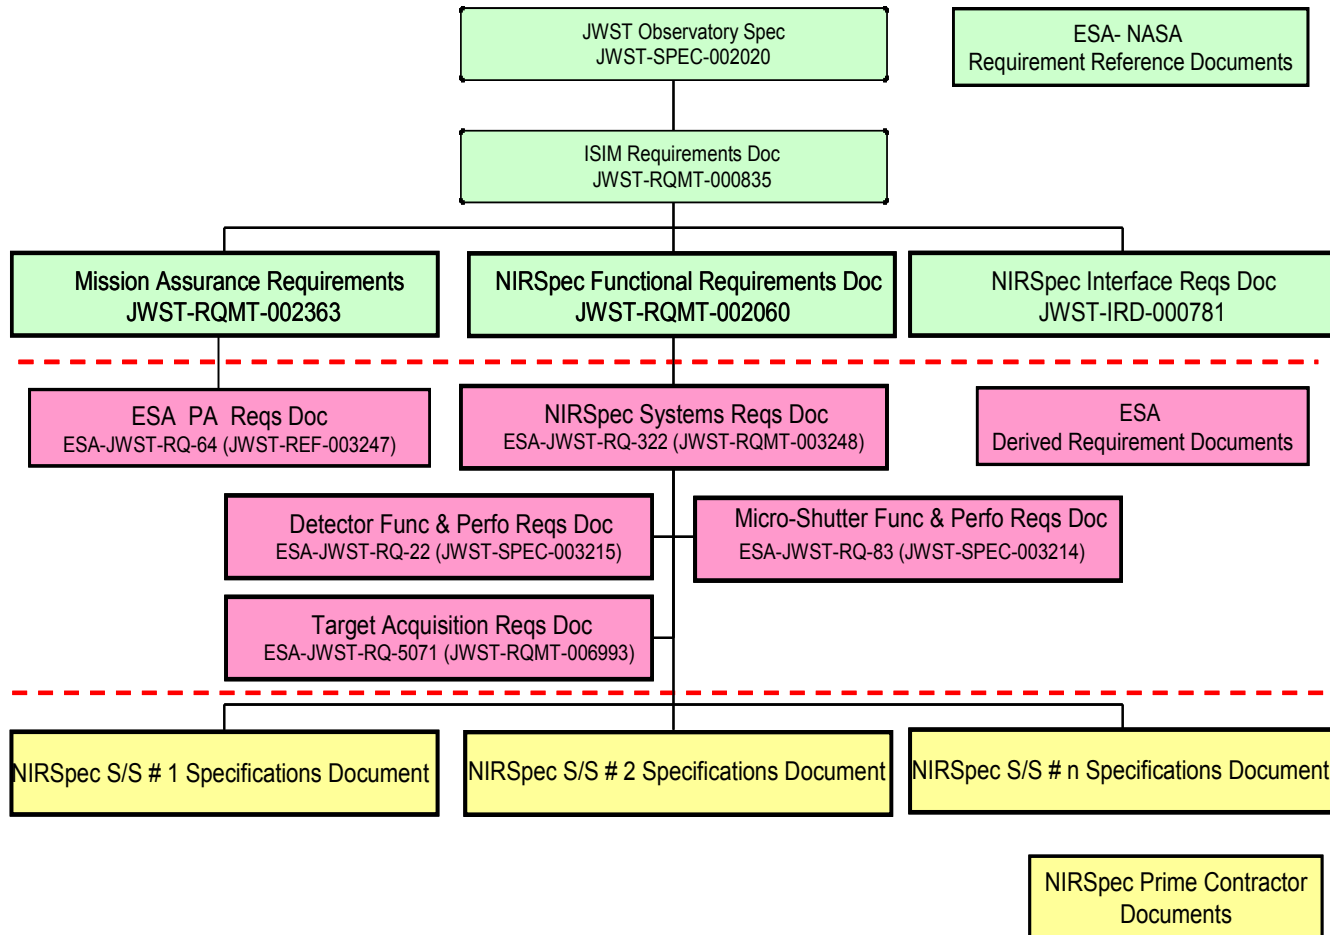 JWST Observatory Spec
JWST-SPEC-002020
ESA- NASA
Requirement Reference Documents
ISIM Requirements Doc
JWST-RQMT-000835
Mission Assurance Requirements
JWST-RQMT-002363
NIRSpec Functional Requirements Doc
JWST-RQMT-002060
NIRSpec Interface Reqs Doc
JWST-IRD-000781
ESA PA Reqs Doc
ESA-JWST-RQ-64 (JWST-REF-003247)
NIRSpec Systems Reqs Doc
ESA-JWST-RQ-322 (JWST-RQMT-003248)
ESA
Derived Requirement Documents
Detector Func & Perfo Reqs Doc
ESA-JWST-RQ-22 (JWST-SPEC-003215)
Micro-Shutter Func & Perfo Reqs Doc
ESA-JWST-RQ-83 (JWST-SPEC-003214)
Target Acquisition Reqs Doc
ESA-JWST-RQ-5071 (JWST-RQMT-006993)
NIRSpec S/S # 1 Specifications Document
NIRSpec S/S # 2 Specifications Document
NIRSpec S/S # n Specifications Document
NIRSpec Prime Contractor
Documents